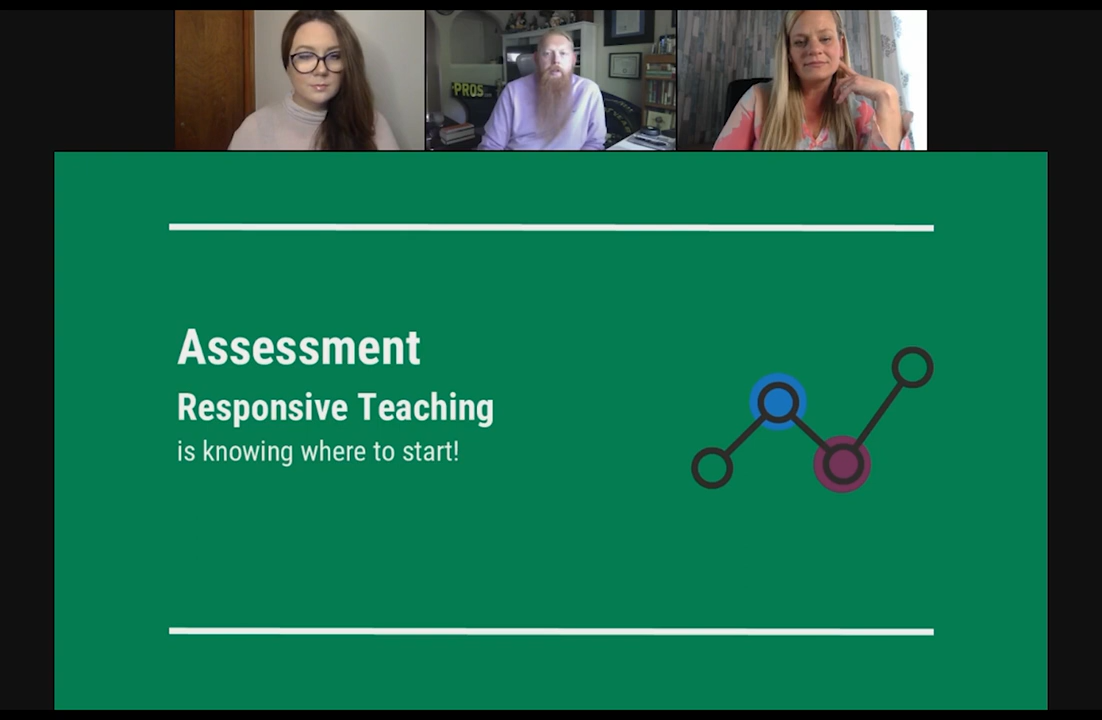 PROS
Assessment
Responsive Teaching
is knowing where to start!